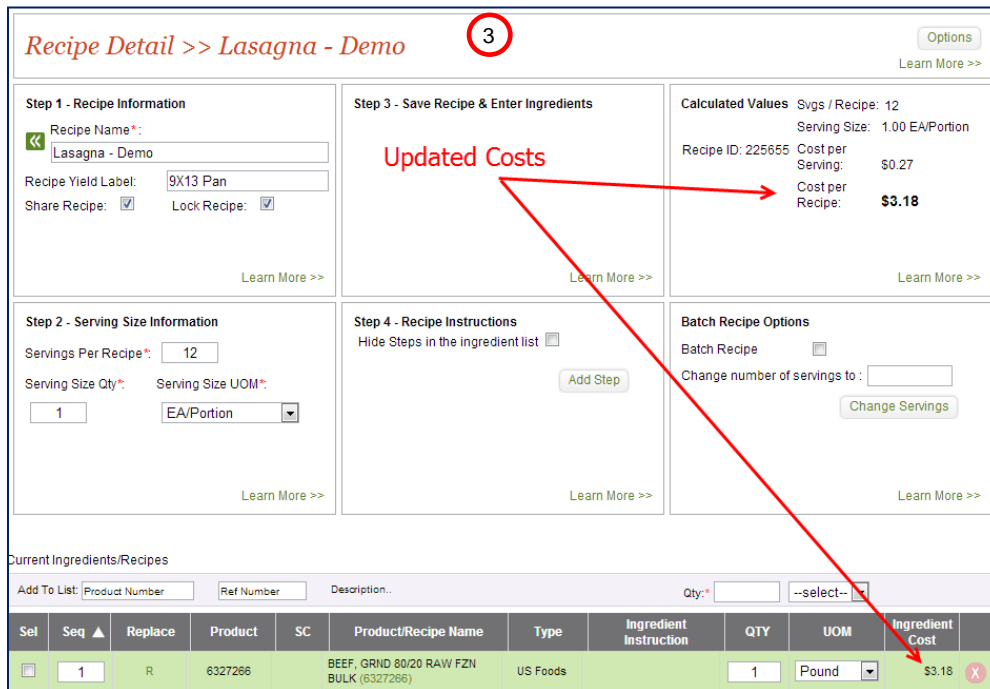 Recipe Detail >> Lasagna - Demo
3
Options
Learn More >>
Step 1 - Recipe Information
Recipe Name*:
Lasagna - Demo
Recipe Yield Label: 9X13 Pan
Share Recipe: Lock Recipe:
Learn More >>
Step 3 - Save Recipe & Enter Ingredients
Updated Costs
Learn More >>
Calculated Values Svgs / Recipe: 12
Serving Size: 1.00 EA/Portion
Recipe ID: 225655 Cost per
Serving: $0.27
Cost per
Recipe: $3.18
Learn More >>
Step 2 - Serving Size Information
Servings Per Recipe*: 12
Serving Size Qty*: Serving Size UOM*:
1 EA/Portion
Learn More >>
Step 4 - Recipe Instructions
Hide Steps in the ingredient list
Add Step
Learn More >>
Batch Recipe Options
Batch Recipe
Change number of servings to :
Change Servings
Learn More >>
Current Ingredients/Recipes
Add To List: Product Number Ref Number Description.. Qty:* --select--
Sel Seq ▲ Replace Product SC Product/Recipe Name Type Ingredient Instruction QTY UOM Ingredient Cost
1 R 6327266 BEEF, GRND 80/20 RAW FZN BULK (6327266) US Foods 1 Pound $3.18 X